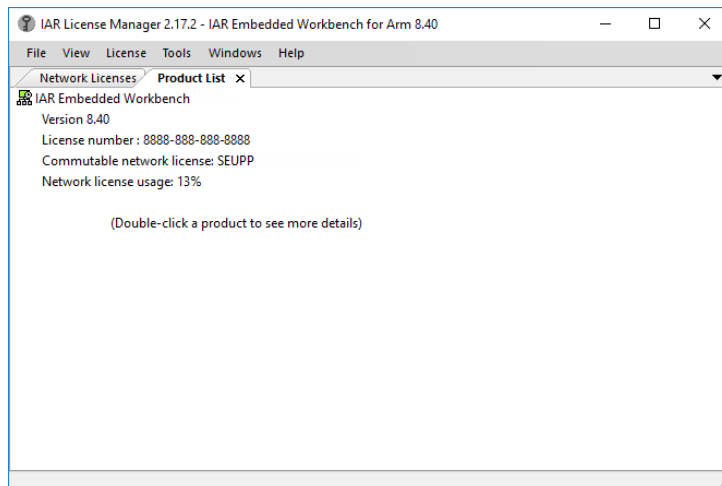 IAR License Manager 2.17.2 - IAR Embedded Workbench for Arm 8.40
File View License Tools Windows Help
Network Licenses Product List
IAR Embedded Workbench
Version 8.40
License number : 8888-888-888-8888
Commutable network license: SEUPP
Network license usage: 13%
(Double-click a product to see more details)